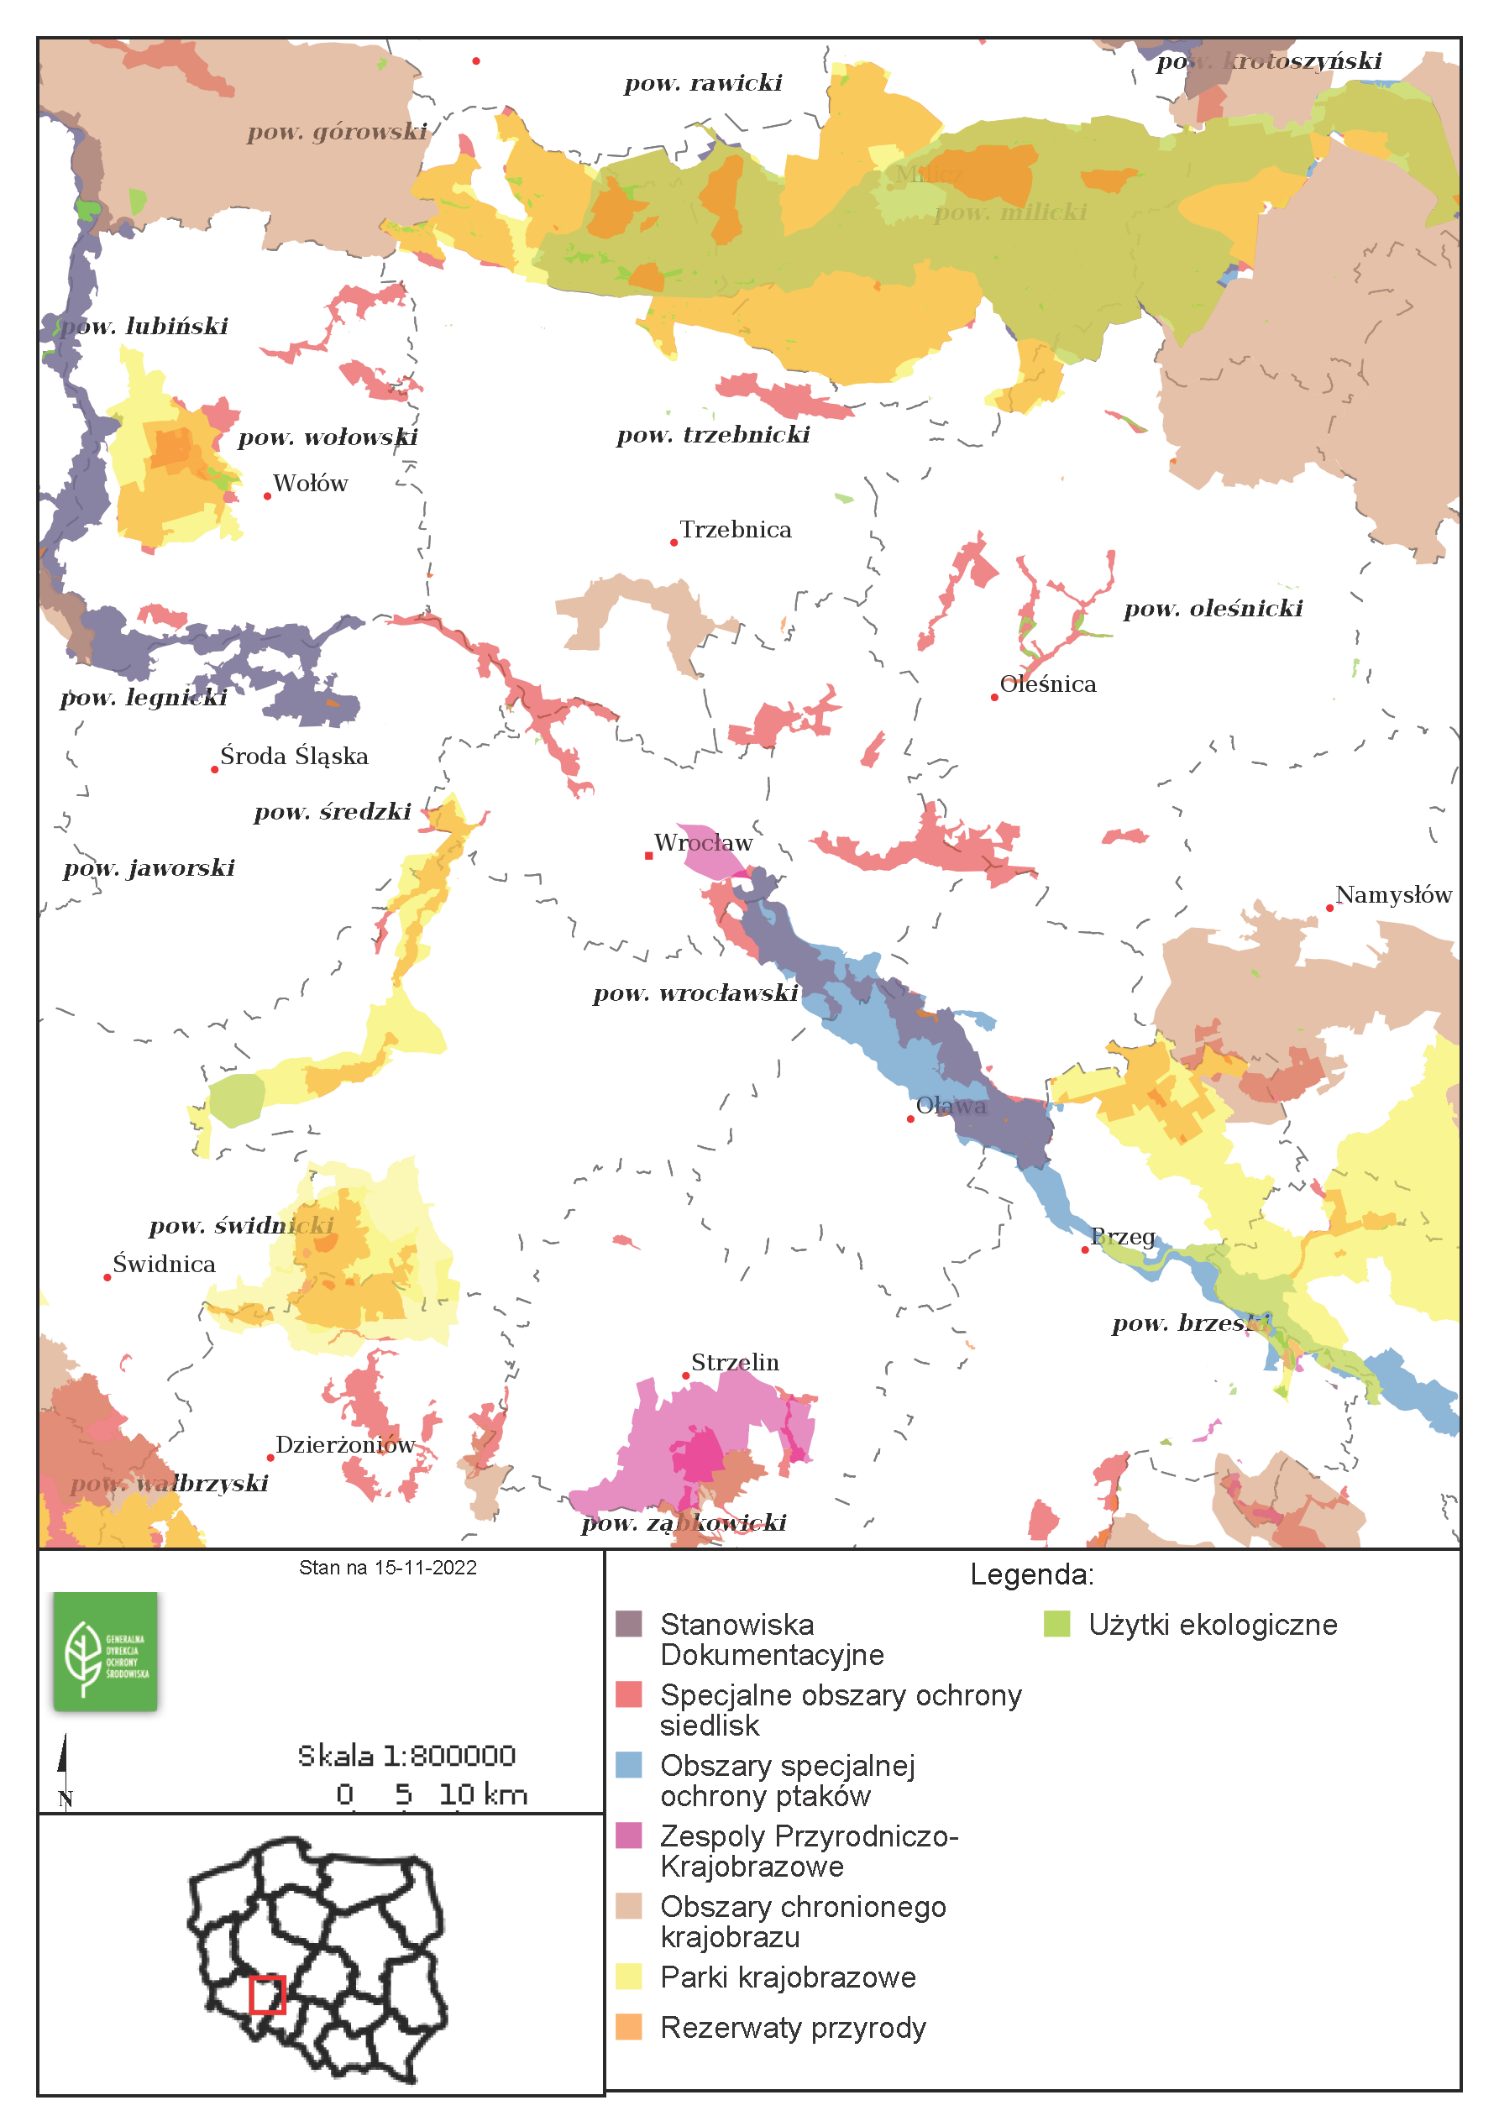 pow. krotoszyński
pow. rawicki
pow. górowski
Milicz
pow. milicki
pow. lubiński
pow. wołowski
pow. trzebnicki
Wołów
Trzebnica
pow. oleśnicki
Oleśnica
pow. legnicki
Środa Śląska
pow. średzki
Wrocław
pow. jaworski
Namysłów
pow. wrocławski
Oława
pow. świdnicki
Brzeg
Świdnica
pow. brzeski
Strzelin
Dzierżoniów
pow. wałbrzyski
pow. ząbkowicki
Stan na 15-11-2022
GENERALNA
DYREKCJA
OCHRONY
ŚRODOWISKA
Skala 1:800000
0 5 10 km
N
Legenda:
Stanowiska
Dokumentacyjne
Specjalne obszary ochrony
siedlisk
Obszary specjalnej
ochrony ptaków
Zespoly Przyrodniczo-
Krajobrazowe
Obszary chronionego
krajobrazu
Parki krajobrazowe
Rezerwaty przyrody
Użytki ekologiczne